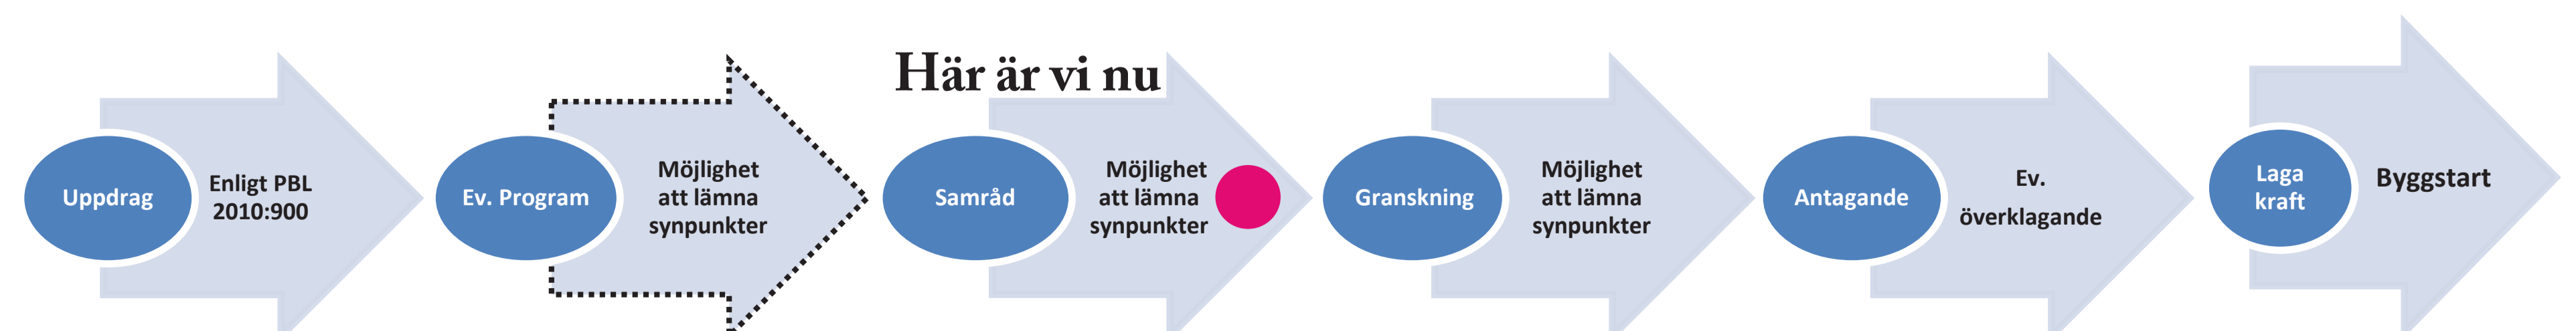 Här är vi nu
Uppdrag
Enligt PBL
2010:900
Ev. Program
Möjlighet
att lämna
synpunkter
Samråd
Möjlighet
att lämna
synpunkter
Granskning
Möjlighet
att lämna
synpunkter
Antagande
Ev.
överklagande
Laga
kraft
Byggstart